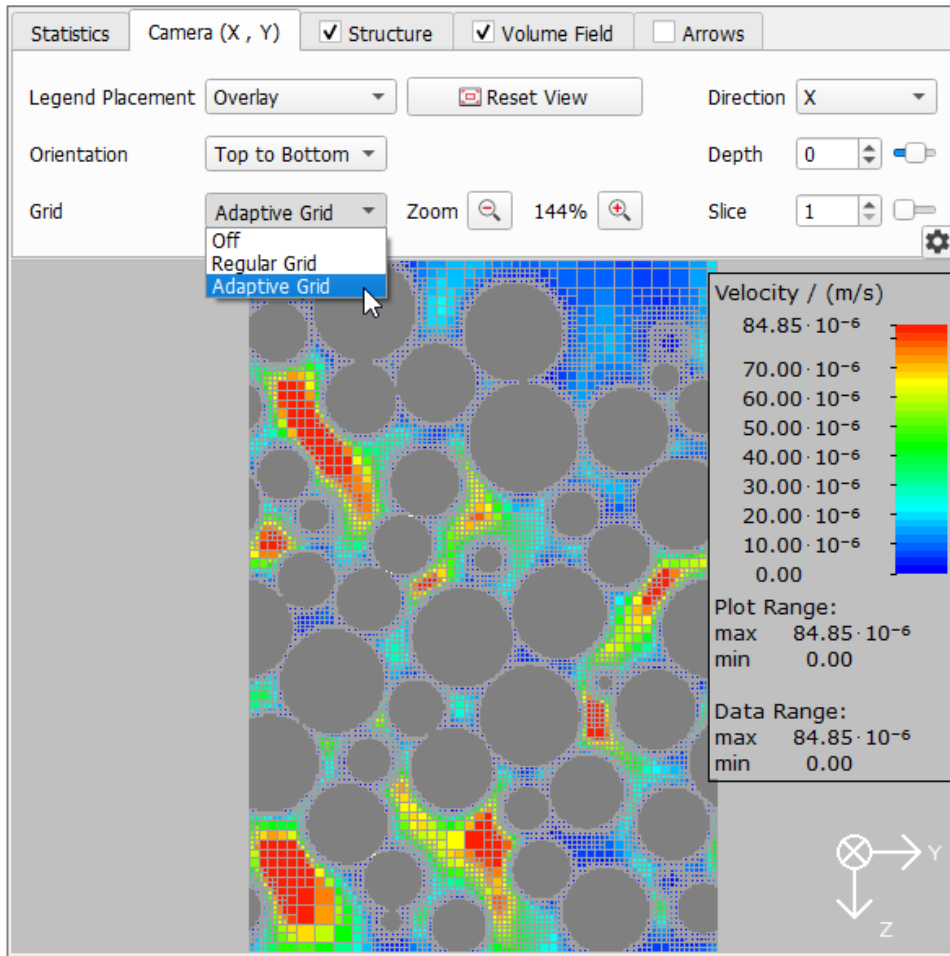 Statistics Camera (X , Y) Structure Volume Field Arrows
Legend Placement Overlay Reset View Direction X
Orientation Top to Bottom Depth 0
Grid Adaptive Grid Zoom 144% Slice 1
Off
Regular Grid
Adaptive Grid
Velocity / (m/s)
84.85·10⁻⁶
70.00·10⁻⁶
60.00·10⁻⁶
50.00·10⁻⁶
40.00·10⁻⁶
30.00·10⁻⁶
20.00·10⁻⁶
10.00·10⁻⁶
0.00
Plot Range:
max 84.85·10⁻⁶
min 0.00
Data Range:
max 84.85·10⁻⁶
min 0.00
Y
Z